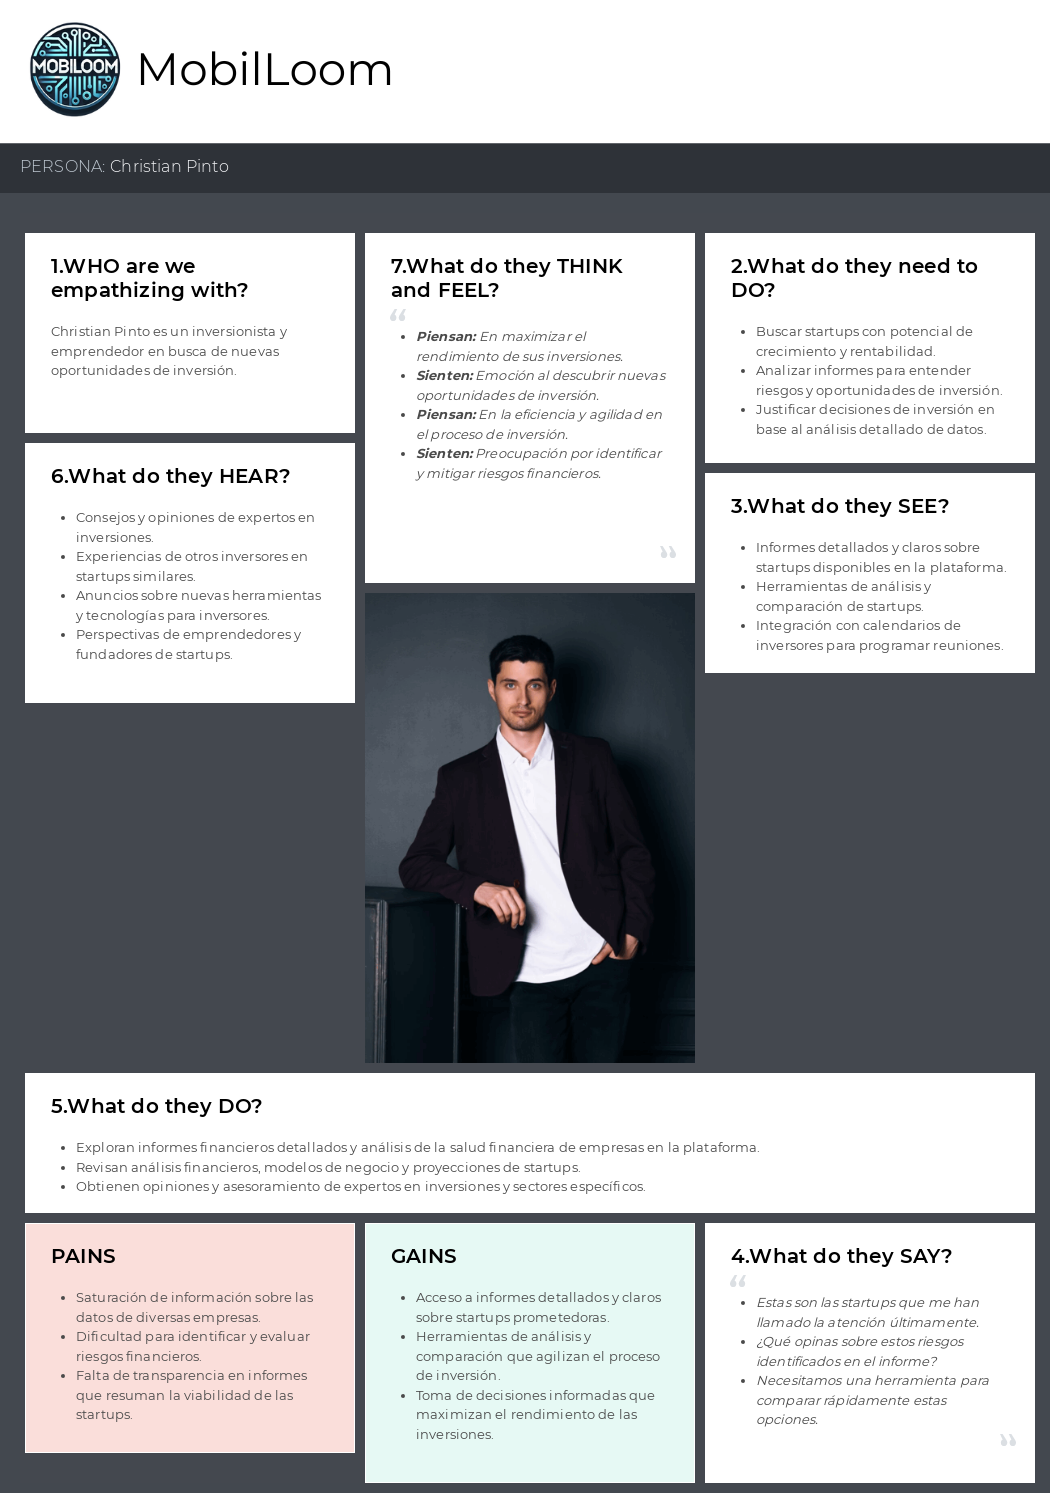 MOBILOOM
MobilLoom
PERSONA: Christian Pinto
1.WHO are we
empathizing with?
Christian Pinto es un inversionista y
emprendedor en busca de nuevas
oportunidades de inversión.
7.What do they THINK
and FEEL?
“
• Piensan: En maximizar el
rendimiento de sus inversiones.
• Sienten: Emoción al descubrir nuevas
oportunidades de inversión.
• Piensan: En la eficiencia y agilidad en
el proceso de inversión.
• Sienten: Preocupación por identificar
y mitigar riesgos financieros.
”
2.What do they need to
DO?
• Buscar startups con potencial de
crecimiento y rentabilidad.
• Analizar informes para entender
riesgos y oportunidades de inversión.
• Justificar decisiones de inversión en
base al análisis detallado de datos.
6.What do they HEAR?
• Consejos y opiniones de expertos en
inversiones.
• Experiencias de otros inversores en
startups similares.
• Anuncios sobre nuevas herramientas
y tecnologías para inversores.
• Perspectivas de emprendedores y
fundadores de startups.
3.What do they SEE?
• Informes detallados y claros sobre
startups disponibles en la plataforma.
• Herramientas de análisis y
comparación de startups.
• Integración con calendarios de
inversores para programar reuniones.
5.What do they DO?
• Exploran informes financieros detallados y análisis de la salud financiera de empresas en la plataforma.
• Revisan análisis financieros, modelos de negocio y proyecciones de startups.
• Obtienen opiniones y asesoramiento de expertos en inversiones y sectores específicos.
PAINS
• Saturación de información sobre las
datos de diversas empresas.
• Dificultad para identificar y evaluar
riesgos financieros.
• Falta de transparencia en informes
que resuman la viabilidad de las
startups.
GAINS
• Acceso a informes detallados y claros
sobre startups prometedoras.
• Herramientas de análisis y
comparación que agilizan el proceso
de inversión.
• Toma de decisiones informadas que
maximizan el rendimiento de las
inversiones.
4.What do they SAY?
“
• Estas son las startups que me han
llamado la atención últimamente.
• ¿Qué opinas sobre estos riesgos
identificados en el informe?
• Necesitamos una herramienta para
comparar rápidamente estas
opciones.
”